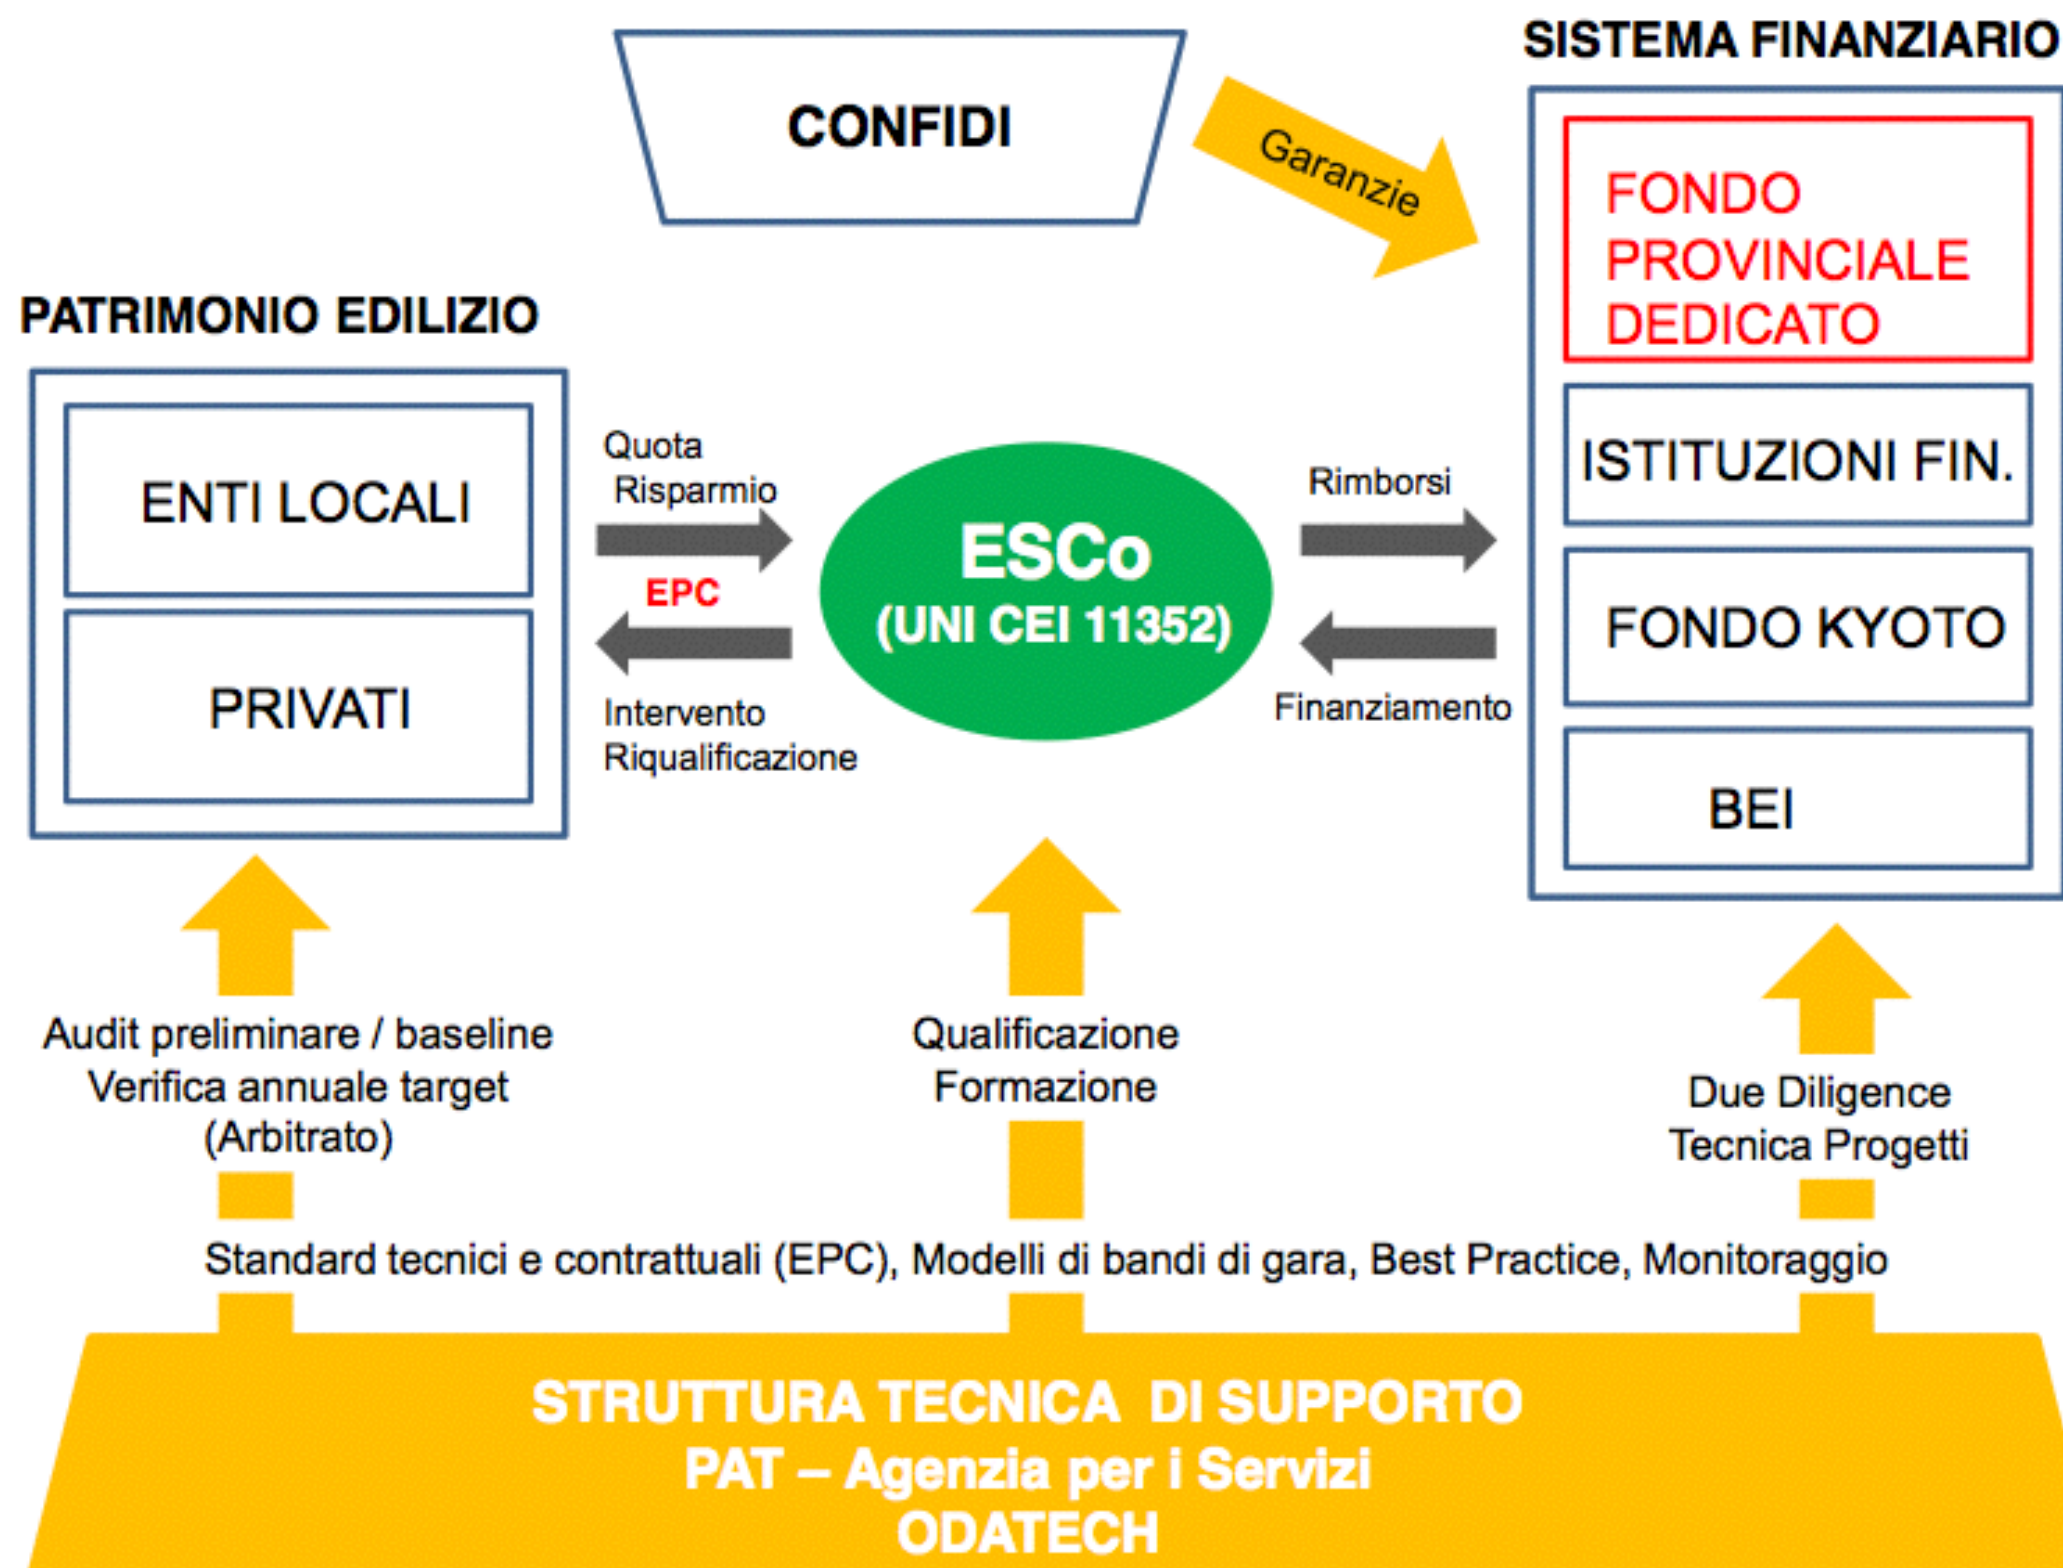 SISTEMA FINANZIARIO
CONFIDI
Garanzie
FONDO
PROVINCIALE
DEDICATO
ISTITUZIONI FIN.
FONDO KYOTO
BEI
PATRIMONIO EDILIZIO
ENTI LOCALI
PRIVATI
Quota
Risparmio
EPC
Intervento
Riqualificazione
ESCo
(UNI CEI 11352)
Rimborsi
Finanziamento
Audit preliminare / baseline
Verifica annuale target
(Arbitrato)
Qualificazione
Formazione
Due Diligence
Tecnica Progetti
Standard tecnici e contrattuali (EPC), Modelli di bandi di gara, Best Practice, Monitoraggio
STRUTTURA TECNICA DI SUPPORTO
PAT – Agenzia per i Servizi
ODATECH